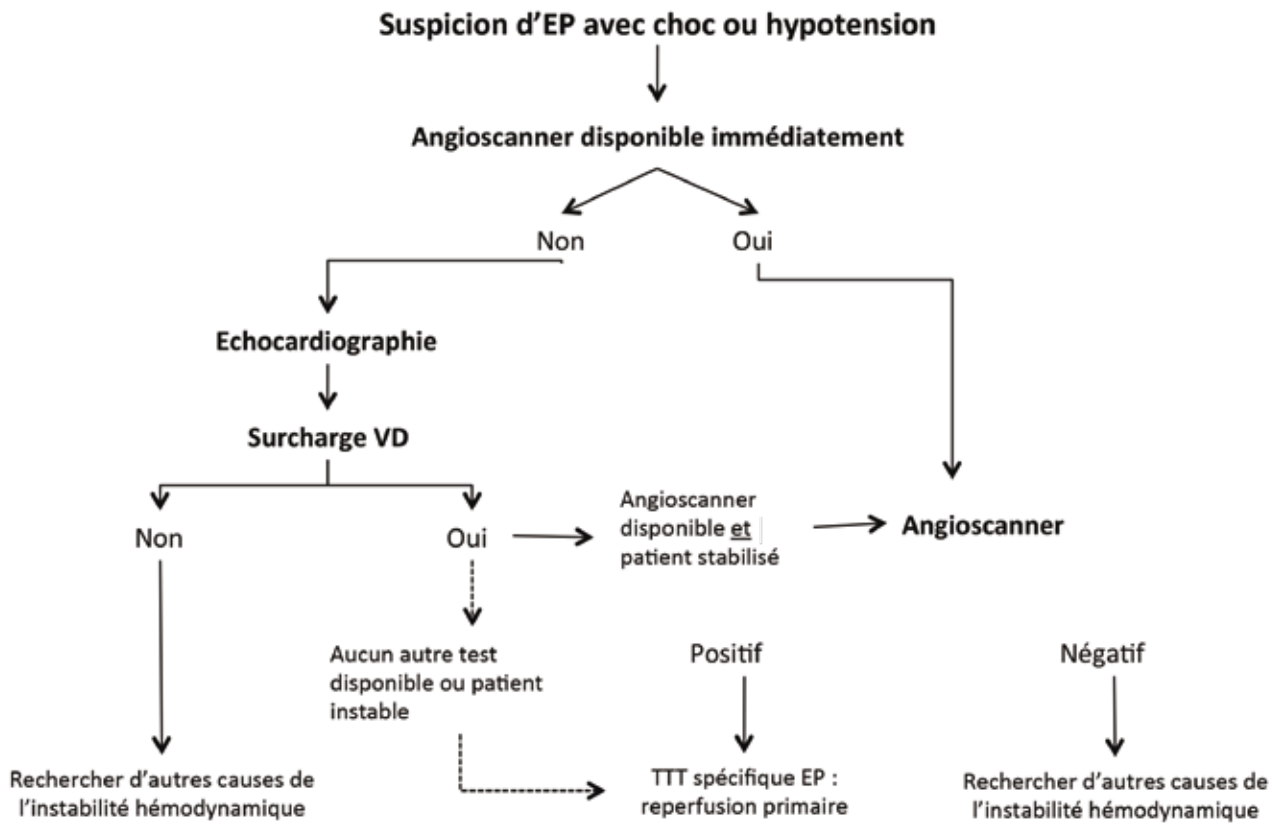 Suspicion d'EP avec choc ou hypotension
Angioscanner disponible immédiatement
Non
Oui
Echocardiographie
Surcharge VD
Non
Oui
Angioscanner
disponible et
patient stabilisé
Angioscanner
Aucun autre test
disponible ou patient
instable
Positif
Négatif
Rechercher d'autres causes de
l'instabilité hémodynamique
TTT spécifique EP :
reperfusion primaire
Rechercher d'autres causes de
l'instabilité hémodynamique